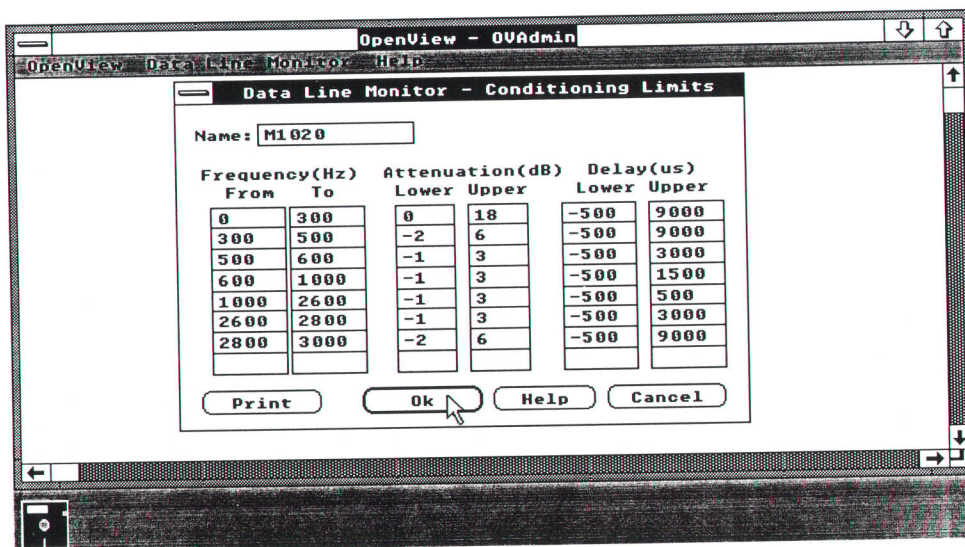 OpenView - OVAdmin
OpenView Data Line Monitor Help
Data Line Monitor - Conditioning Limits
Name: M1020
Frequency(Hz) Attenuation(dB) Delay(us)
From To Lower Upper Lower Upper
0 300 0 18 -500 9000
300 500 -2 6 -500 9000
500 600 -1 3 -500 3000
600 1000 -1 3 -500 1500
1000 2600 -1 3 -500 500
2600 2800 -1 3 -500 3000
2800 3000 -2 6 -500 9000
Print Ok Help Cancel